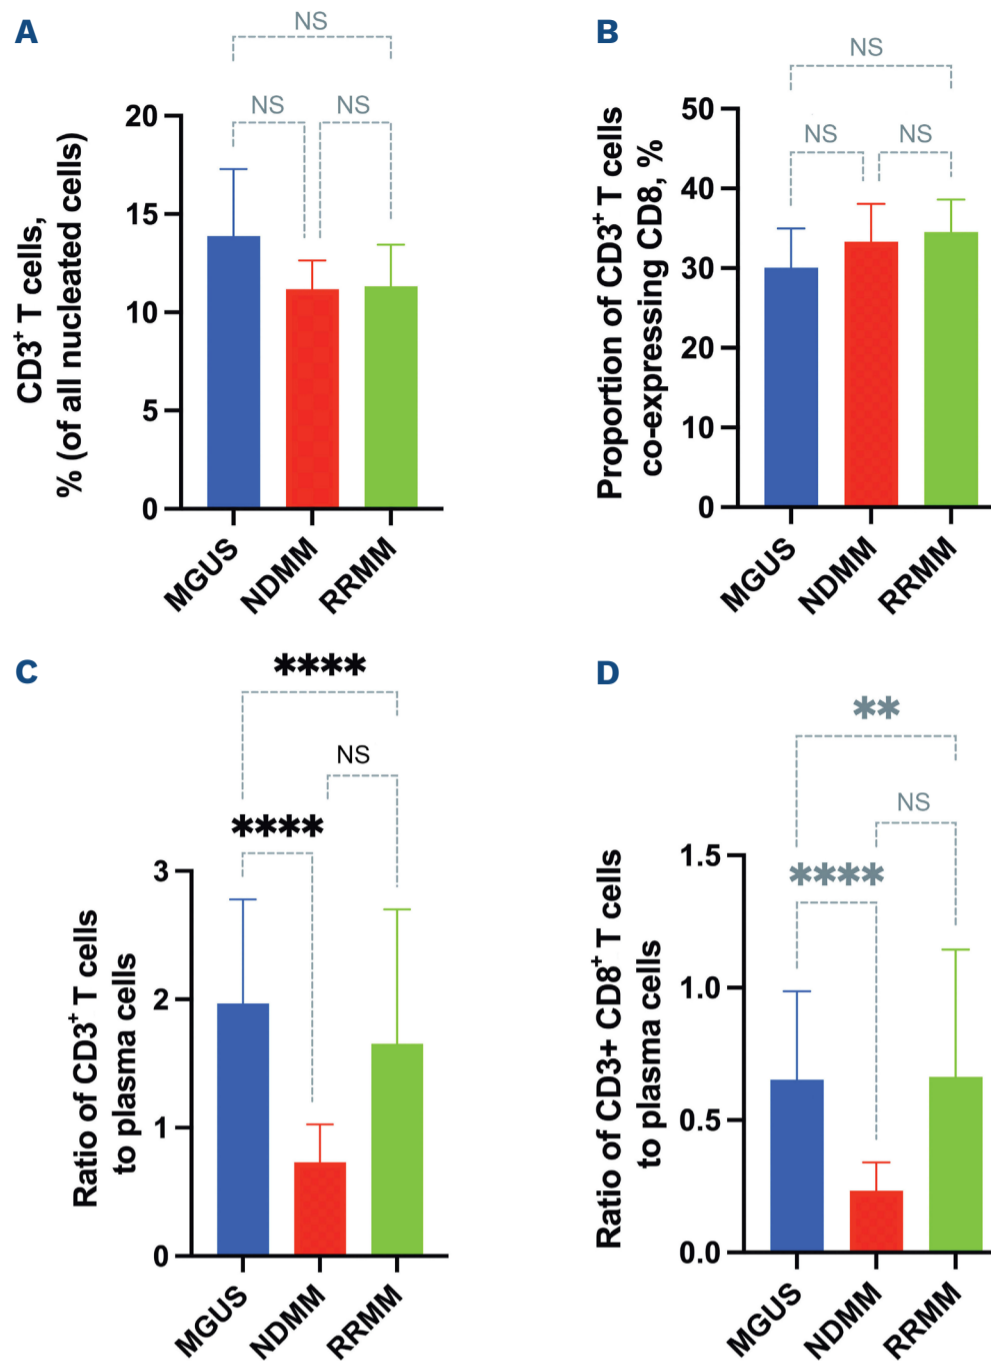 A
NS
NS
NS
CD3⁺ T cells,
% (of all nucleated cells)
20
15
10
5
0
MGUS
NDMM
RRMM
B
NS
NS
NS
Proportion of CD3⁺ T cells
co-expressing CD8, %
50
40
30
20
10
0
MGUS
NDMM
RRMM
C
****
NS
****
Ratio of CD3⁺ T cells
to plasma cells
3
2
1
0
MGUS
NDMM
RRMM
D
**
NS
****
Ratio of CD3+ CD8⁺ T cells
to plasma cells
1.5
1.0
0.5
0.0
MGUS
NDMM
RRMM